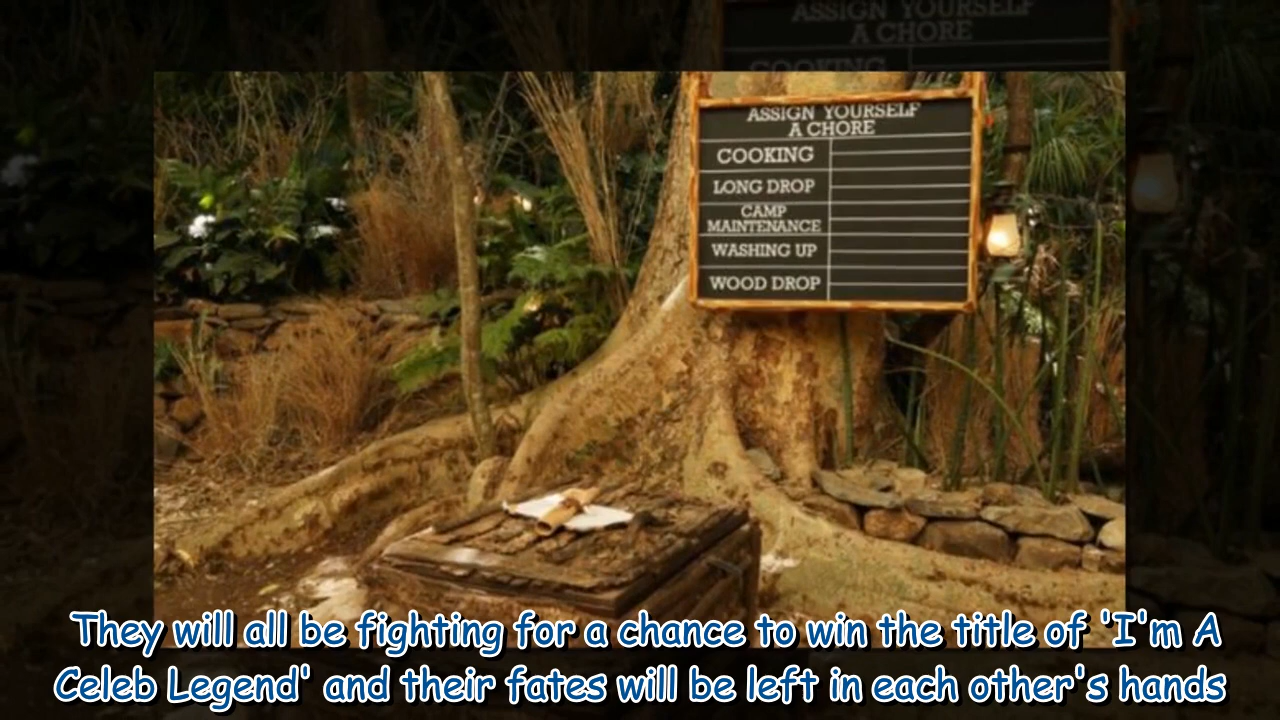 ASSIGN YOURSELF
A CHORE
COOKING
ASSIGN YOURSELF
A CHORE
COOKING
LONG DROP
CAMP
MAINTENANCE
WASHING UP
WOOD DROP
They will all be fighting for a chance to win the title of 'I'm A
Celeb Legend' and their fates will be left in each other's hands